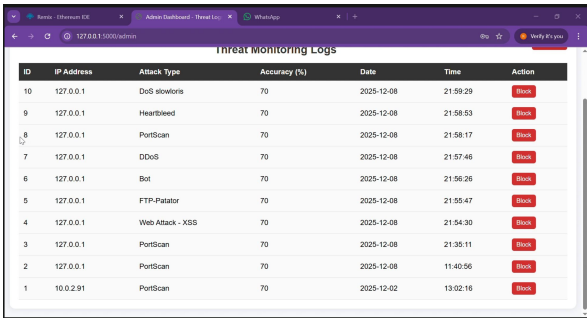 Remix - Ethereum IDE
Admin Dashboard - Threat Log
WhatsApp
127.0.0.1:5000/admin
Verify it's you
Threat Monitoring Logs
ID IP Address Attack Type Accuracy (%) Date Time Action
10 127.0.0.1 DoS slowloris 70 2025-12-08 21:59:29 Block
9 127.0.0.1 Heartbleed 70 2025-12-08 21:58:53 Block
8 127.0.0.1 PortScan 70 2025-12-08 21:58:17 Block
7 127.0.0.1 DDoS 70 2025-12-08 21:57:46 Block
6 127.0.0.1 Bot 70 2025-12-08 21:56:26 Block
5 127.0.0.1 FTP-Patator 70 2025-12-08 21:55:47 Block
4 127.0.0.1 Web Attack - XSS 70 2025-12-08 21:54:30 Block
3 127.0.0.1 PortScan 70 2025-12-08 21:35:11 Block
2 127.0.0.1 PortScan 70 2025-12-08 11:40:56 Block
1 10.0.2.91 PortScan 70 2025-12-02 13:02:16 Block